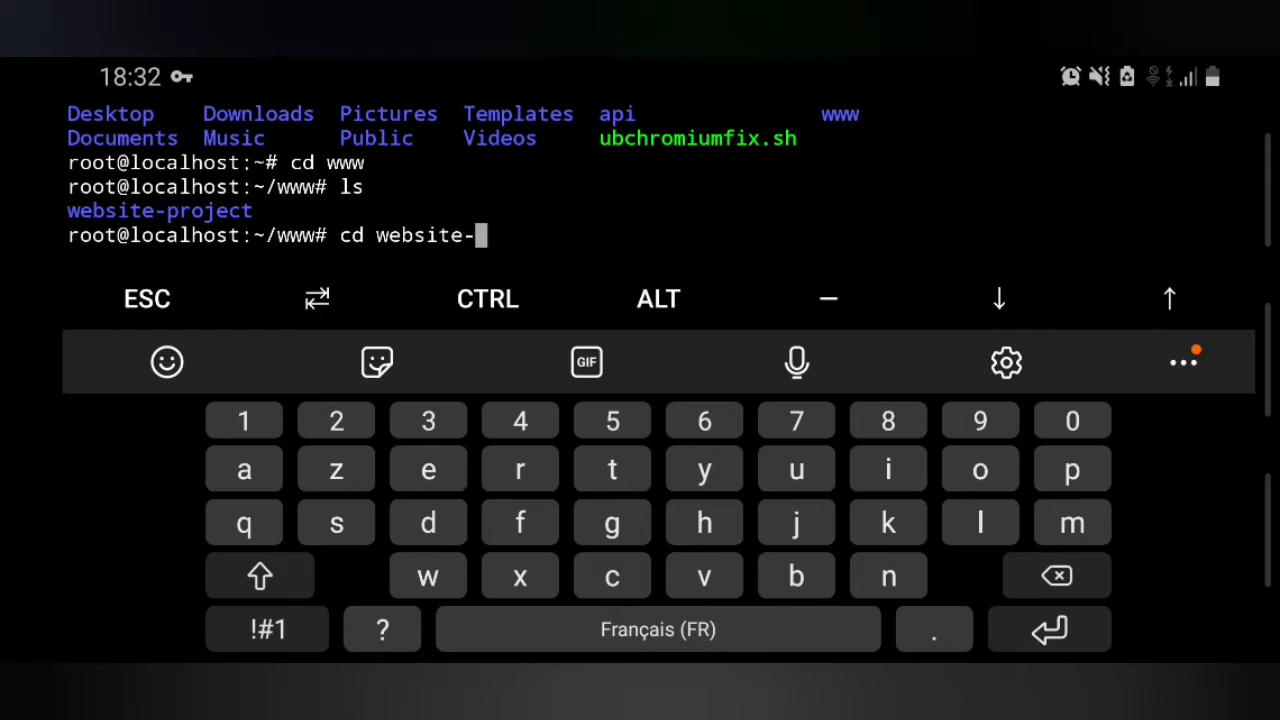 18:32
Desktop Downloads Pictures Templates api www
Documents Music Public Videos ubchromiumfix.sh
root@localhost:~# cd www
root@localhost:~/www# ls
website-project
root@localhost:~/www# cd website-
ESC CTRL ALT –
GIF
1 2 3 4 5 6 7 8 9 0
a z e r t y u i o p
q s d f g h j k l m
w x c v b n
!#1 ? Français (FR) .